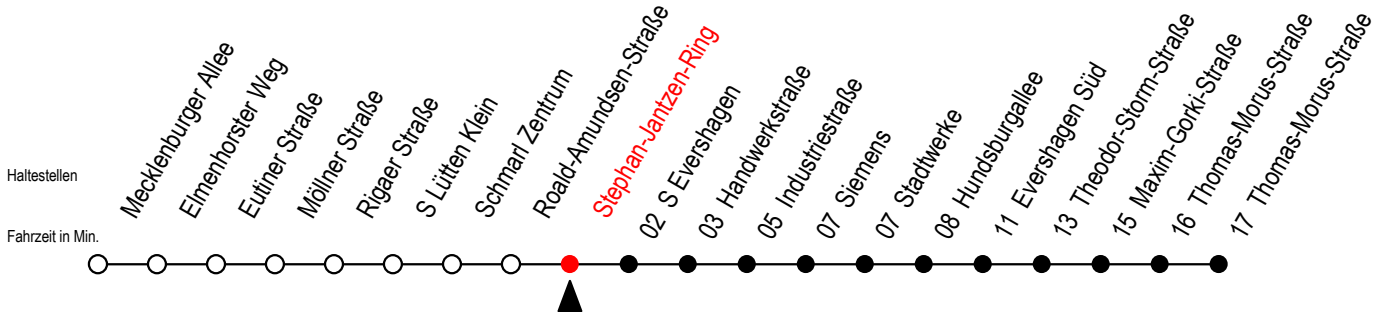 Haltestellen
Fahrzeit in Min.
Mecklenburger Allee
Elmenhorster Weg
Eutiner Straße
Möllner Straße
Rigaer Straße
S Lütten Klein
Schmarl Zentrum
Roald-Amundsen-Straße
Stephan-Jantzen-Ring
02 S Evershagen
03 Handwerkstraße
05 Industriestraße
07 Siemens
07 Stadtwerke
08 Hundsburgallee
11 Evershagen Süd
13 Theodor-Storm-Straße
15 Maxim-Gorki-Straße
16 Thomas-Morus-Straße
17 Thomas-Morus-Straße